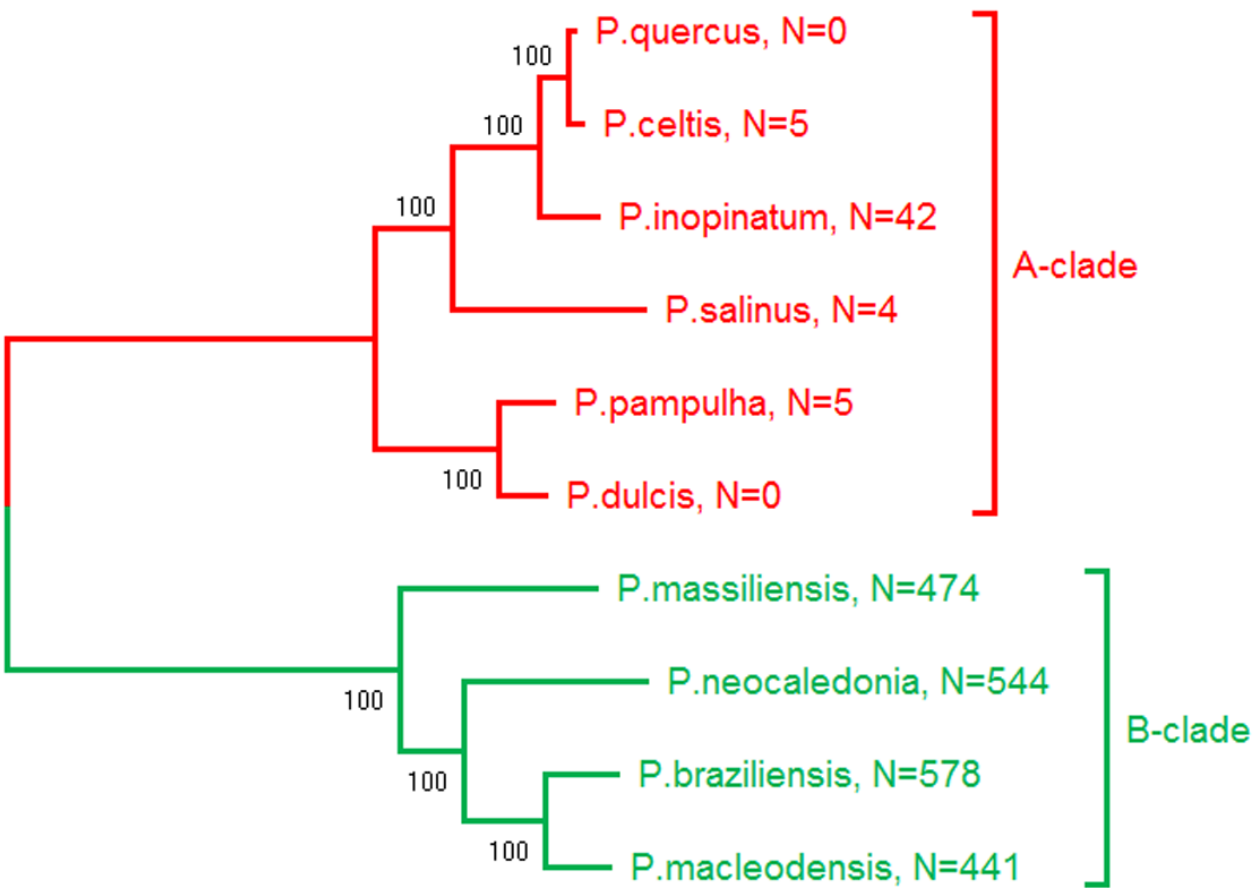 P.quercus, N=0
100
P.celtis, N=5
100
100
P.inopinatum, N=42
A-clade
P.salinus, N=4
P.pampulha, N=5
100
P.dulcis, N=0
P.massiliensis, N=474
100
P.neocaledonia, N=544
B-clade
100
P.braziliensis, N=578
100
P.macleodensis, N=441